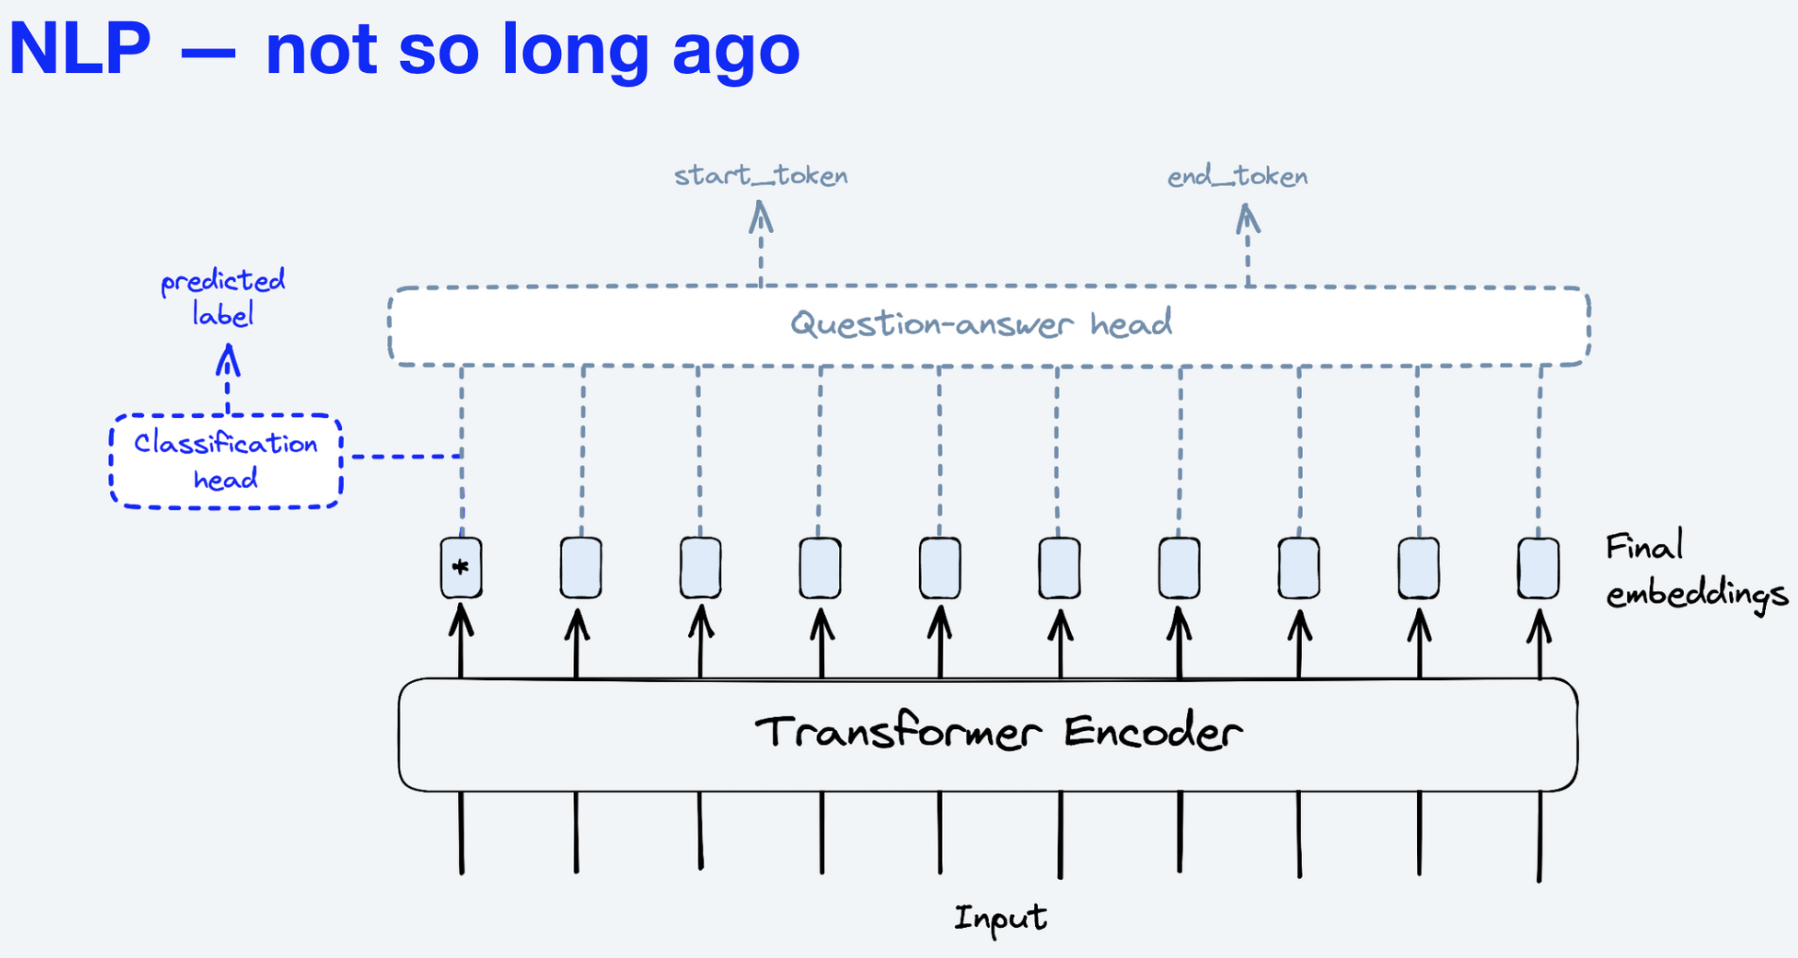 NLP — not so long ago
start_token
end_token
predicted
label
Question-answer head
Classification
head
*
Final
embeddings
Transformer Encoder
Input